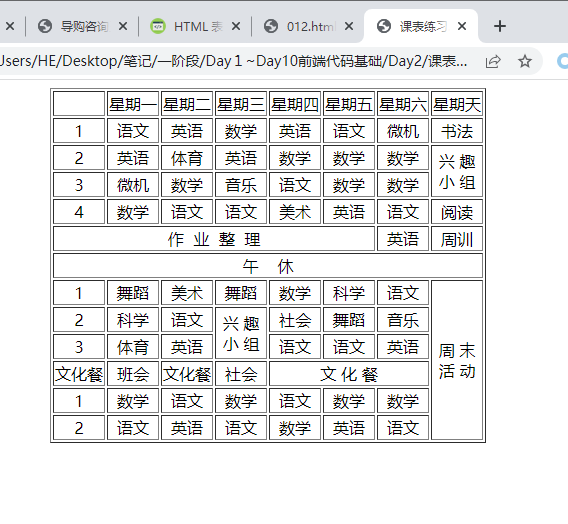 导购咨询
HTML 表
012.html
课表练习
Users/HE/Desktop/笔记/一阶段/Day 1 ~Day10前端代码基础/Day2/课表...
星期一 星期二 星期三 星期四 星期五 星期六 星期天
1 语文 英语 数学 英语 语文 微机 书法
2 英语 体育 英语 数学 数学 数学 兴 趣
3 微机 数学 音乐 语文 数学 数学 小 组
4 数学 语文 语文 美术 英语 语文 阅读
作 业 整 理 英语 周训
午 休
1 舞蹈 美术 舞蹈 数学 科学 语文
2 科学 语文 兴 趣 社会 舞蹈 音乐
3 体育 英语 小 组 语文 语文 英语 周 末
文化餐 班会 文化餐 社会 文 化 餐 活 动
1 数学 语文 数学 语文 数学 数学
2 语文 英语 语文 数学 英语 语文